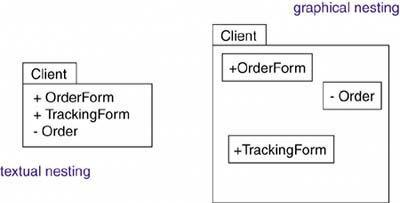 graphical nesting
Client
+ OrderForm
+ TrackingForm
- Order
textual nesting
Client
+OrderForm
- Order
+TrackingForm